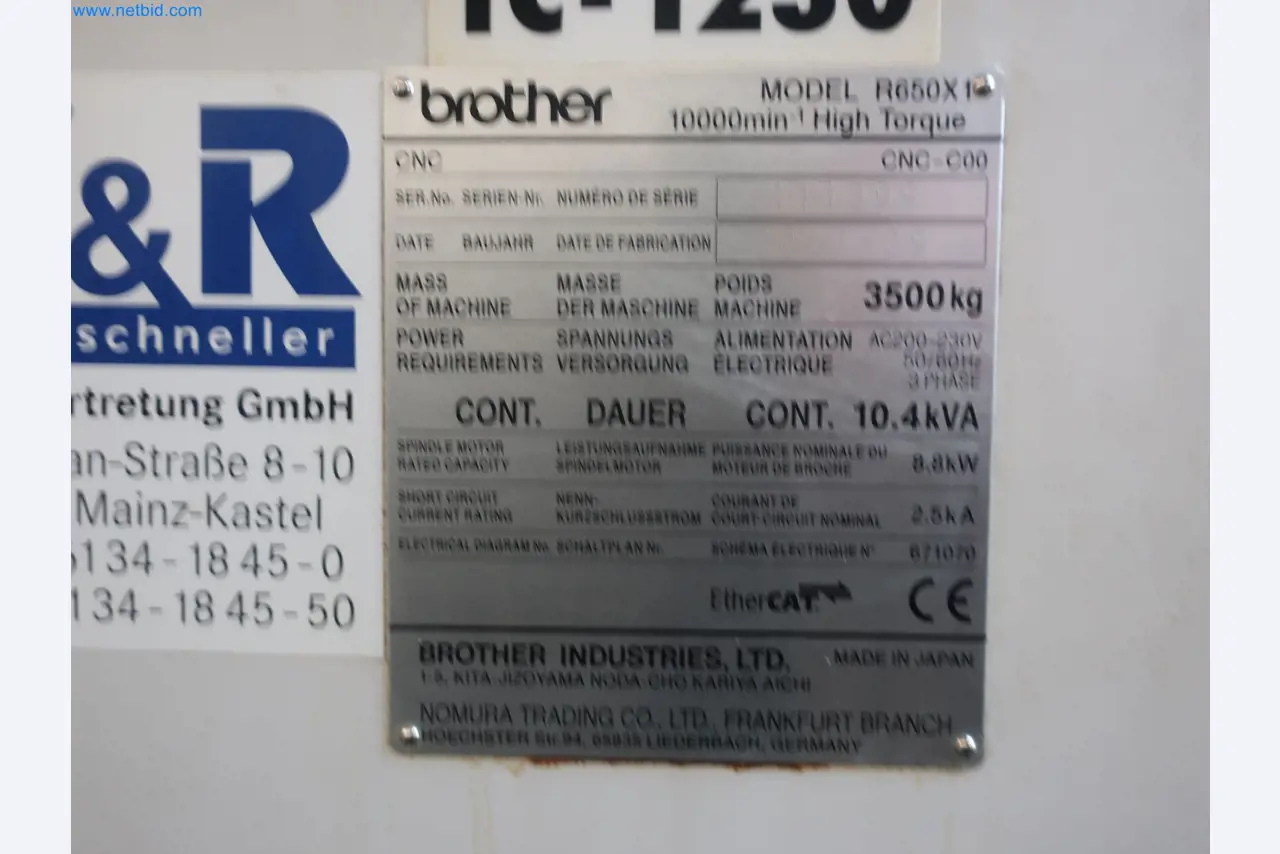 www.netbid.com
TC-1250
brother
MODEL R650X1
10000min-1 High Torque
CNC CNC-C00
SER.No. SERIEN-Nr. NUMÉRO DE SÉRIE
DATE BAUJAHR DATE DE FABRICATION
MASS MASSE POIDS
OF MACHINE DER MASCHINE MACHINE 3500kg
POWER SPANNUNGS ALIMENTATION AC200-230V
REQUIREMENTS VERSORGUNG ÉLECTRIQUE 50/60Hz
3 PHASE
CONT. DAUER CONT. 10.4kVA
SPINDLE MOTOR LEISTUNGSAUFNAHME PUISSANCE NOMINALE DU
RATED CAPACITY SPINDELMOTOR MOTEUR DE BROCHE 8.8kW
SHORT CIRCUIT NENN- COURANT DE
CURRENT RATING KURZSCHLUSSSTROM COURT-CIRCUIT NOMINAL 2.5kA
ELECTRICAL DIAGRAM No. SCHALTPLAN Nr. SCHÉMA ÉLECTRIQUE N° 671070
EtherCAT CE
BROTHER INDUSTRIES, LTD. MADE IN JAPAN
1-5, KITA-JIZOYAMA NODA-CHO KARIYA AICHI
NOMURA TRADING CO., LTD., FRANKFURT BRANCH
HOECHSTER Str.94, 65835 LIEDERBACH, GERMANY
&R
schneller
rtretung GmbH
an-Straße 8-10
Mainz-Kastel
134-1845-0
134-1845-50